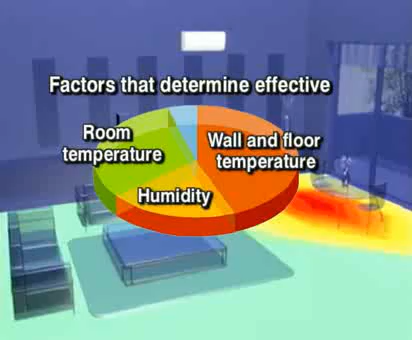 Factors that determine effective
Room
temperature
Wall and floor
temperature
Humidity